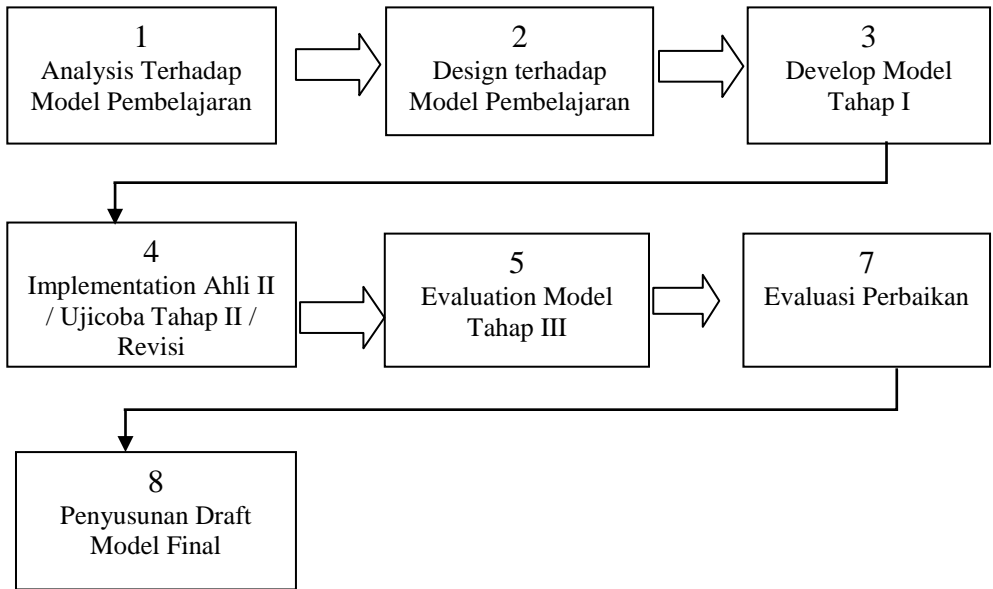 1
Analysis Terhadap
Model Pembelajaran
2
Design terhadap
Model Pembelajaran
3
Develop Model
Tahap I
4
Implementation Ahli II
/ Ujicoba Tahap II /
Revisi
5
Evaluation Model
Tahap III
7
Evaluasi Perbaikan
8
Penyusunan Draft
Model Final